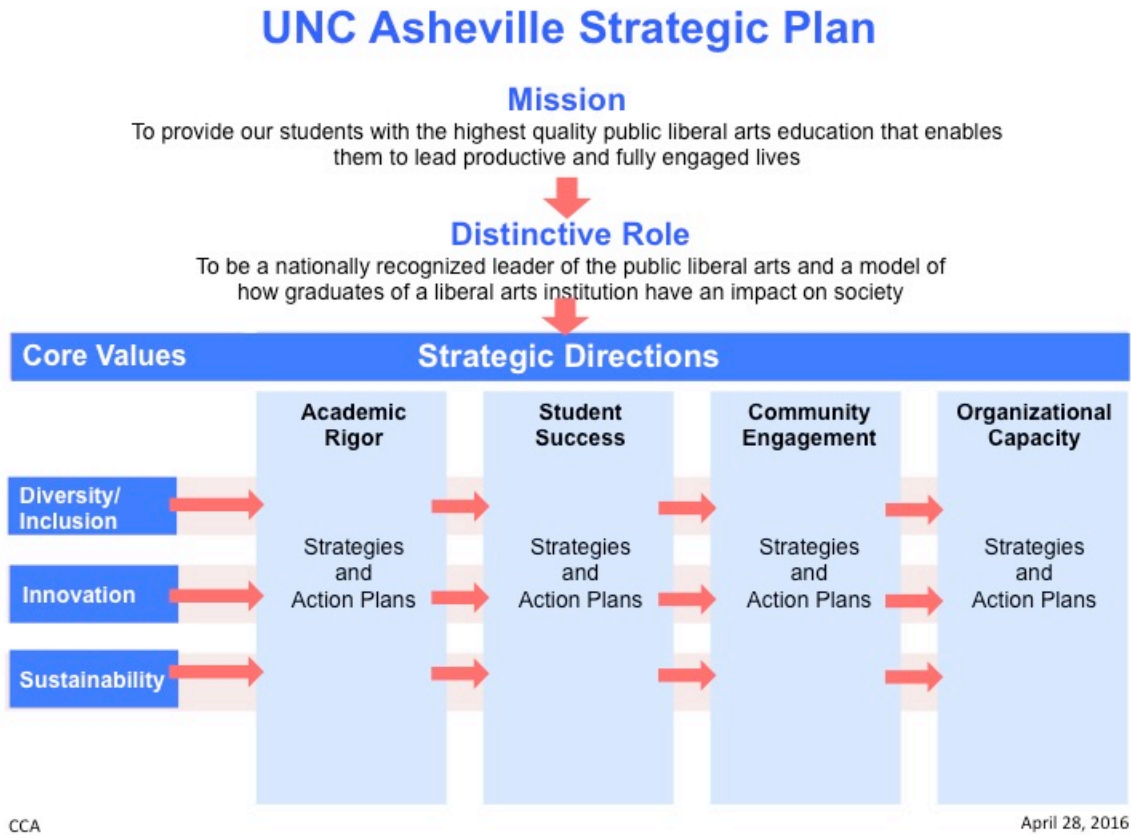 UNC Asheville Strategic Plan
Mission
To provide our students with the highest quality public liberal arts education that enables
them to lead productive and fully engaged lives
Distinctive Role
To be a nationally recognized leader of the public liberal arts and a model of
how graduates of a liberal arts institution have an impact on society
Core Values
Strategic Directions
Academic
Rigor
Student
Success
Community
Engagement
Organizational
Capacity
Diversity/
Inclusion
Innovation
Sustainability
Strategies
and
Action Plans
Strategies
and
Action Plans
Strategies
and
Action Plans
Strategies
and
Action Plans
CCA
April 28, 2016